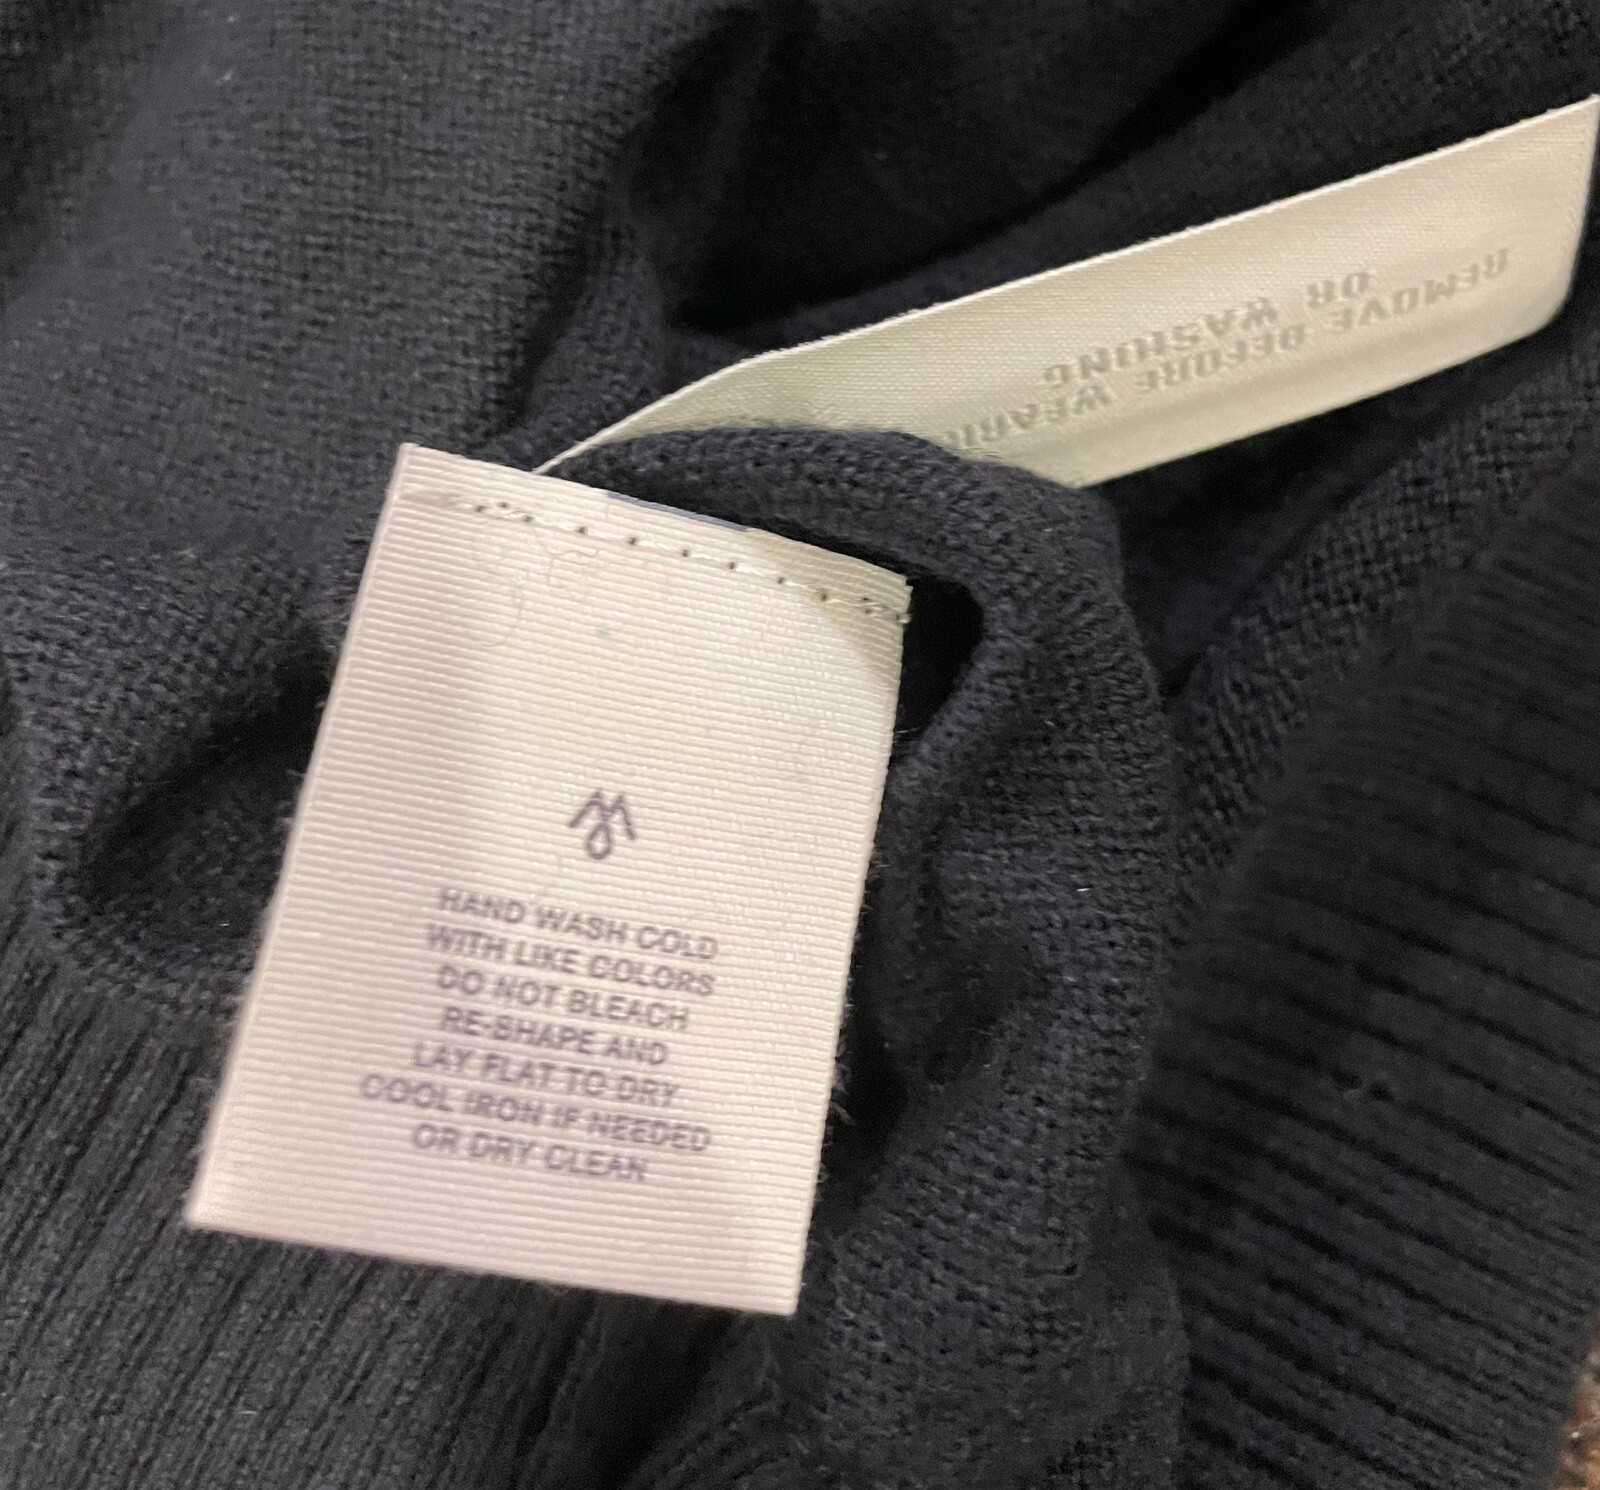 REMOVE BEFORE WEARING
OR WASHING
HAND WASH COLD
WITH LIKE COLORS
DO NOT BLEACH
RE-SHAPE AND
LAY FLAT TO DRY
COOL IRON IF NEEDED
OR DRY CLEAN